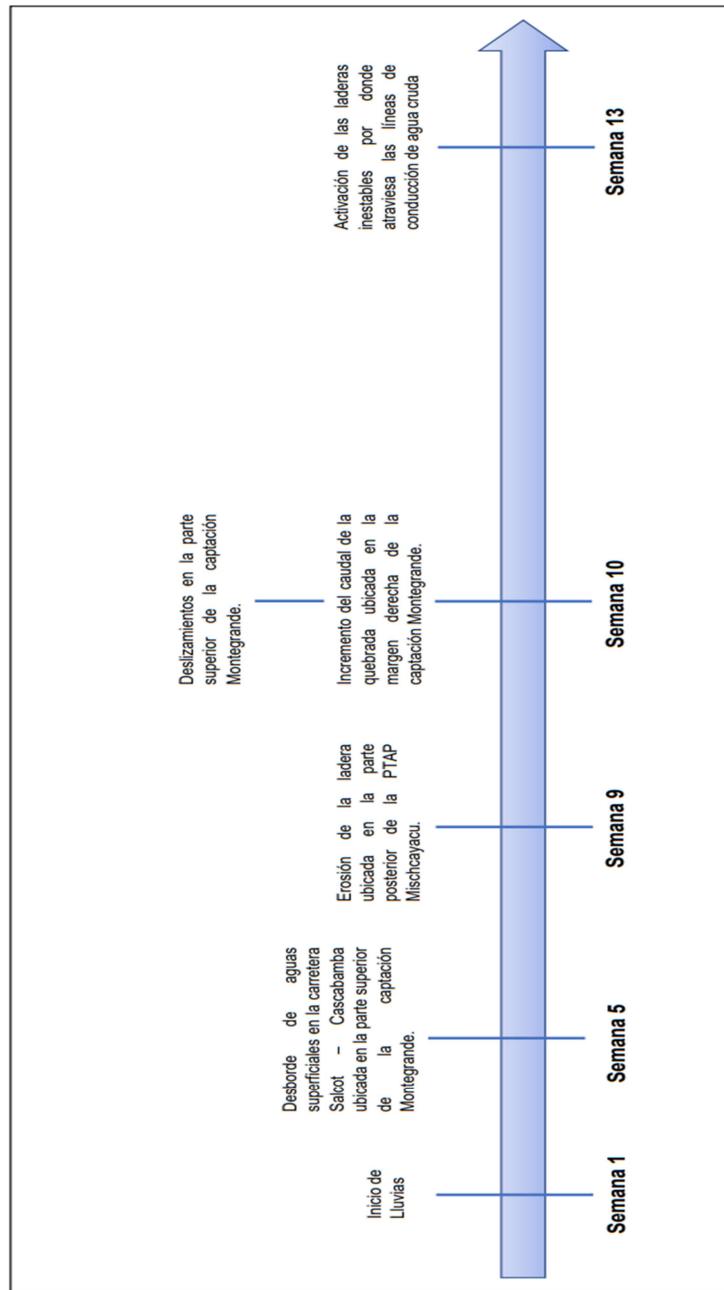 Inicio de
Lluvias
Semana 1
Desborde de aguas
superficiales en la carretera
Salcot – Cascabamba
ubicada en la parte superior
de la captación
Montegrande.
Semana 5
Erosión de la ladera
ubicada en la parte
posterior de la PTAP
Mischcayacu.
Semana 9
Deslizamientos en la parte
superior de la captación
Montegrande.
Incremento del caudal de la
quebrada ubicada en la
margen derecha de la
captación Montegrande.
Semana 10
Activación de las laderas
inestables por donde
atraviesa las líneas de
conducción de agua cruda
Semana 13